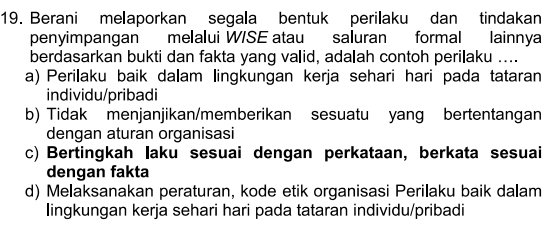 19. Berani melaporkan segala bentuk perilaku dan tindakan
penyimpangan melalui WISE atau saluran formal lainnya
berdasarkan bukti dan fakta yang valid, adalah contoh perilaku ….
a) Perilaku baik dalam lingkungan kerja sehari hari pada tataran
individu/pribadi
b) Tidak menjanjikan/memberikan sesuatu yang bertentangan
dengan aturan organisasi
c) Bertingkah laku sesuai dengan perkataan, berkata sesuai
dengan fakta
d) Melaksanakan peraturan, kode etik organisasi Perilaku baik dalam
lingkungan kerja sehari hari pada tataran individu/pribadi